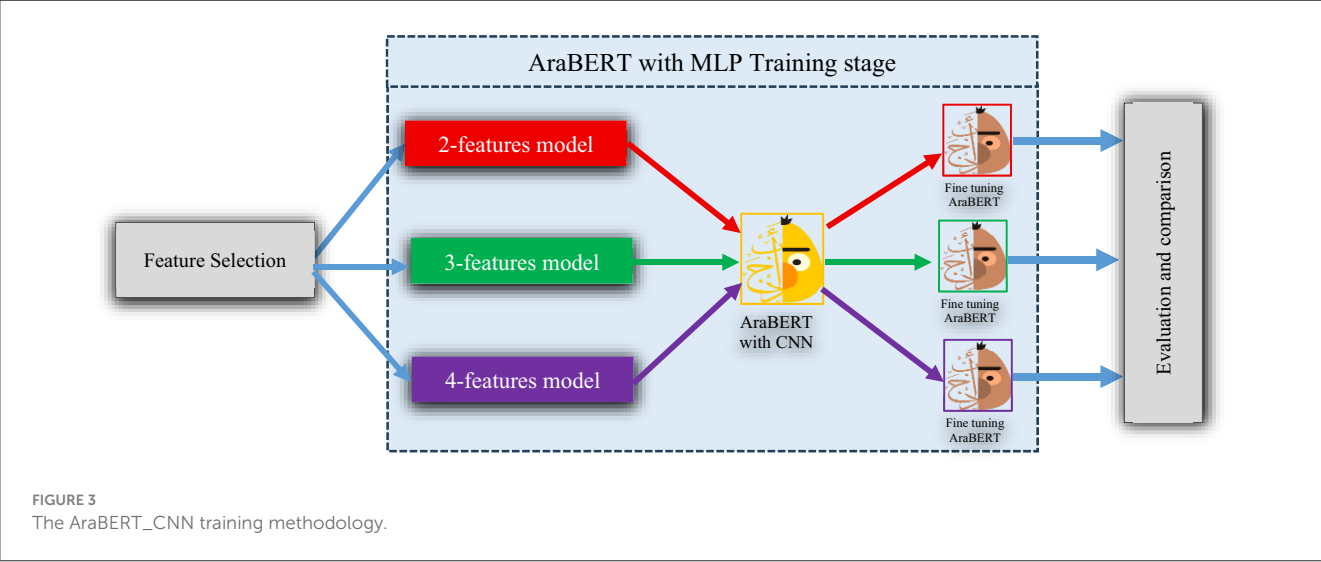 AraBERT with MLP Training stage
Feature Selection
2-features model
3-features model
4-features model
AraBERT
with CNN
Fine tuning
AraBERT
Fine tuning
AraBERT
Fine tuning
AraBERT
Evaluation and comparison
FIGURE 3
The AraBERT_CNN training methodology.